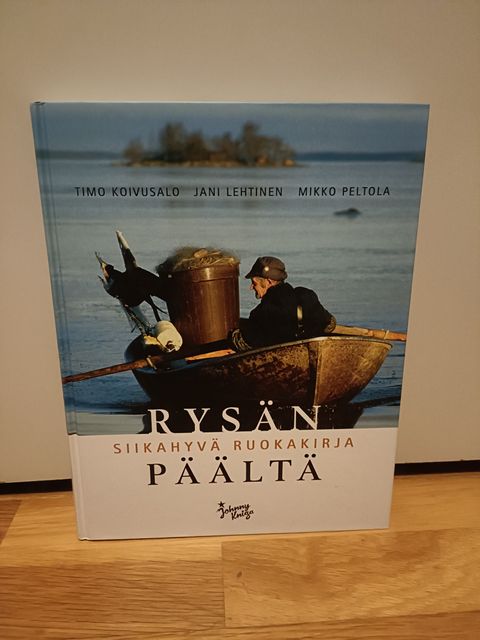 TIMO KOIVUSALO JANI LEHTINEN MIKKO PELTOLA
RYSÄN
SIIKAHYVÄ RUOKAKIRJA
PÄÄLTÄ
Johnny
Kniga